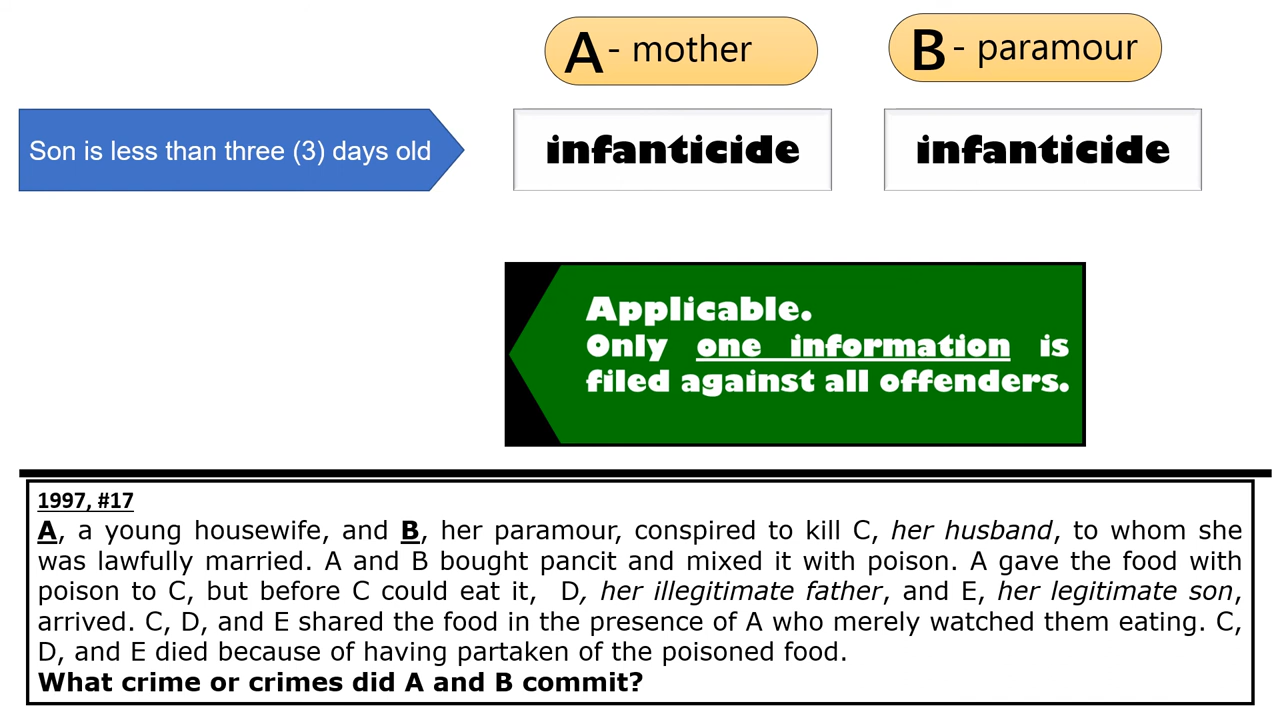 A - mother
B - paramour
Son is less than three (3) days old
infanticide
infanticide
Applicable.
Only one information is
filed against all offenders.
1997, #17
A, a young housewife, and B, her paramour, conspired to kill C, her husband, to whom she
was lawfully married. A and B bought pancit and mixed it with poison. A gave the food with
poison to C, but before C could eat it, D, her illegitimate father, and E, her legitimate son,
arrived. C, D, and E shared the food in the presence of A who merely watched them eating. C,
D, and E died because of having partaken of the poisoned food.
What crime or crimes did A and B commit?